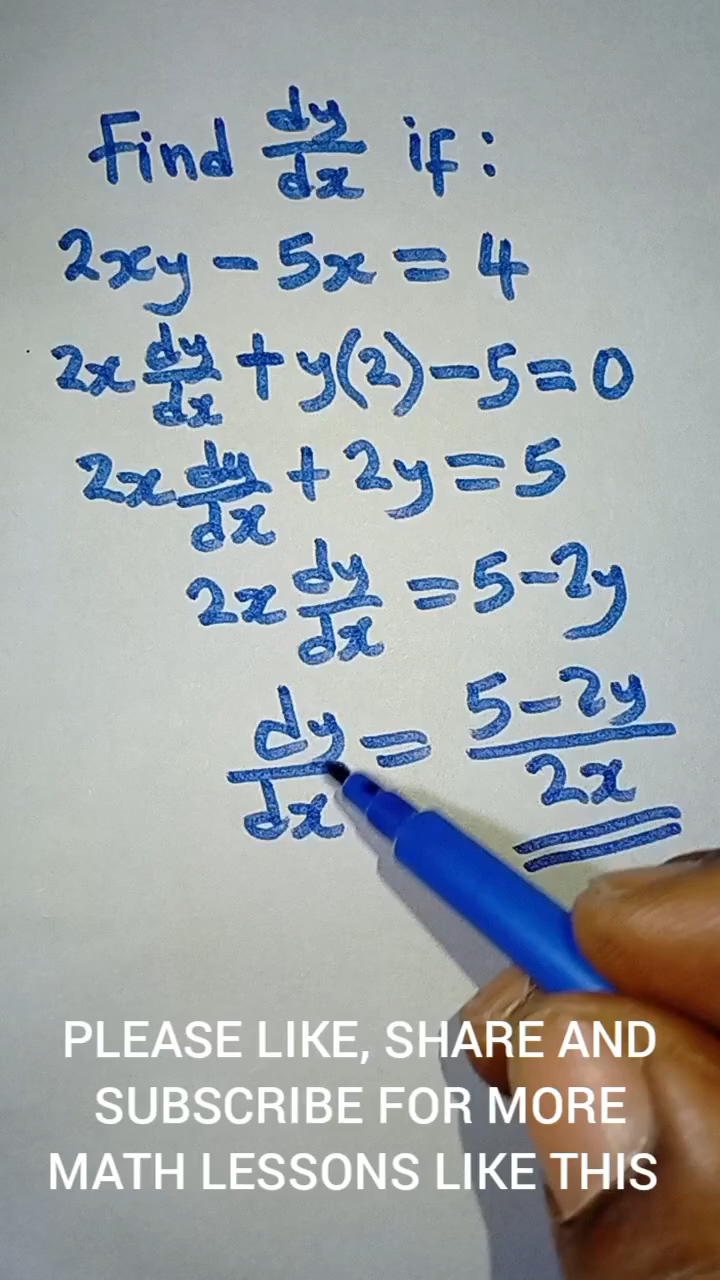 Find dy/dx if:
2xy - 5x = 4
2x dy/dx + y(2) - 5 = 0
2x dy/dx + 2y = 5
2x dy/dx = 5 - 2y
dy/dx = (5 - 2y)/(2x)
PLEASE LIKE, SHARE AND
SUBSCRIBE FOR MORE
MATH LESSONS LIKE THIS